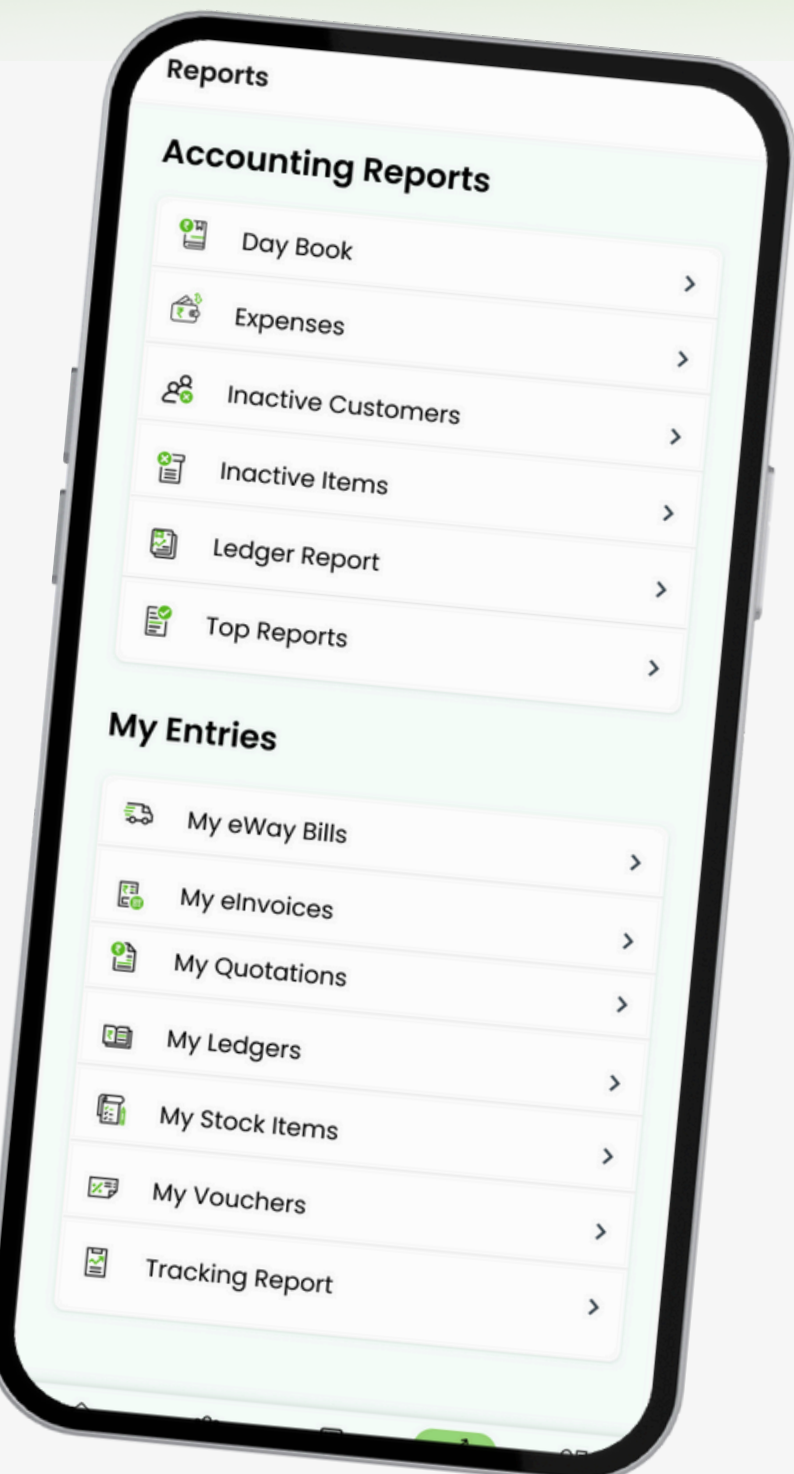 Reports
Accounting Reports
Day Book
Expenses
Inactive Customers
Inactive Items
Ledger Report
Top Reports
My Entries
My eWay Bills
My eInvoices
My Quotations
My Ledgers
My Stock Items
My Vouchers
Tracking Report